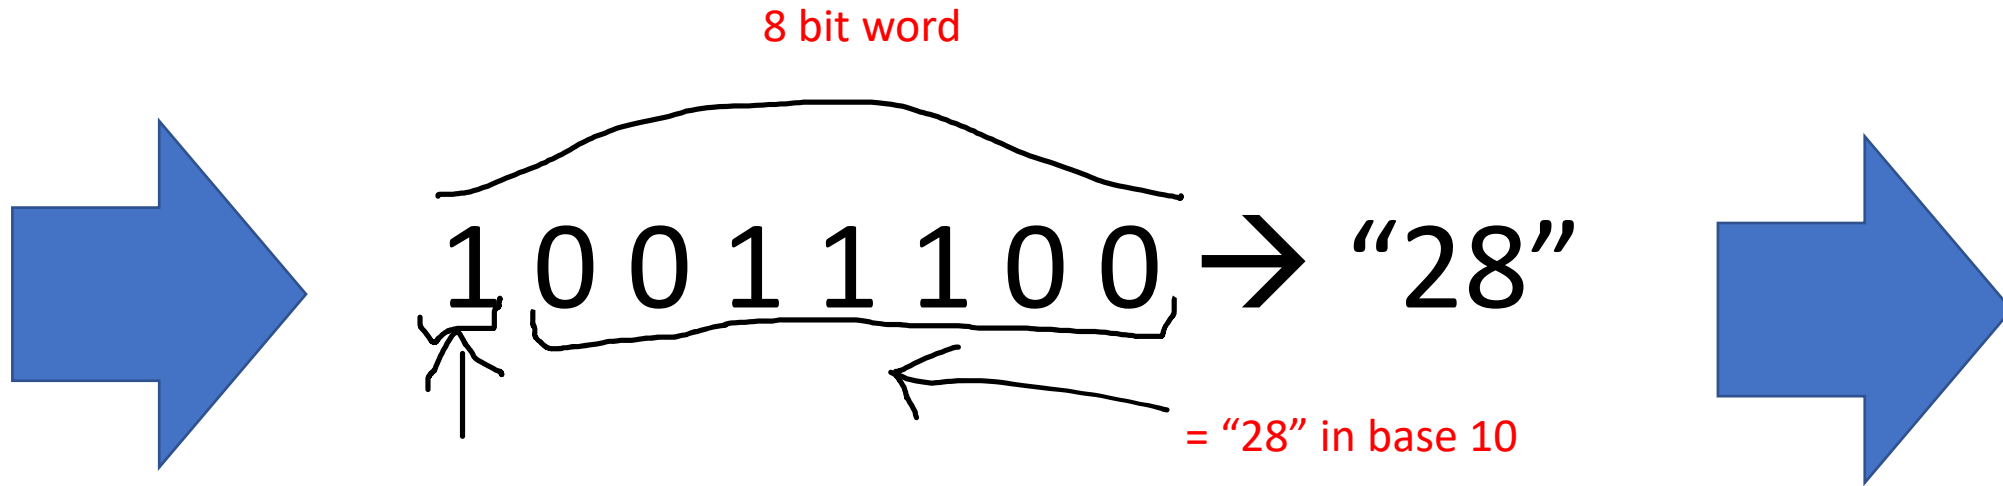 8 bit word
1 0 0 1 1 1 0 0 → “28”
= “28” in base 10